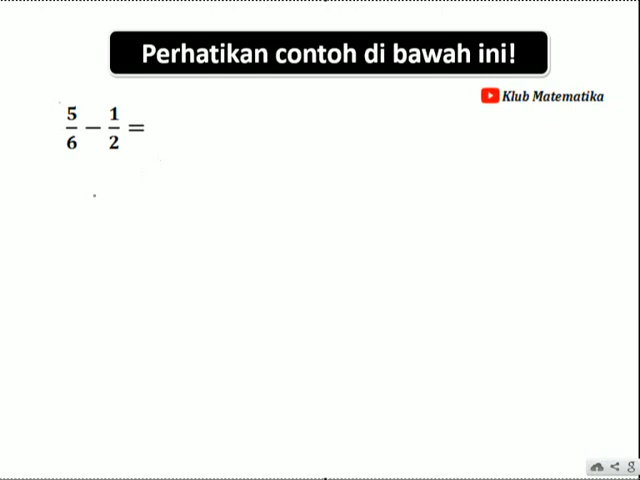 Perhatikan contoh di bawah ini!
Klub Matematika
5/6 − 1/2 =